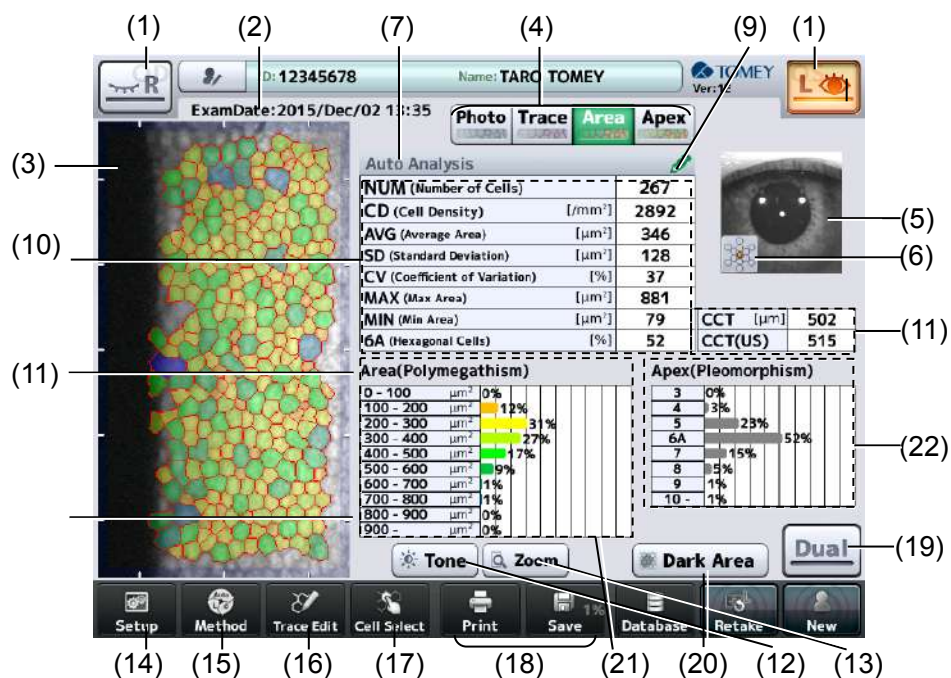 (1) (2) (7) (4) (9) (1)
R
ID: 12345678 Name: TARO TOMEY
TOMEY
L
ExamDate: 2015/Dec/02 13:35
Photo Trace Area Apex
(3)
Auto Analysis
NUM (Number of Cells) 267
CD (Cell Density) [/mm²] 2892
AVG (Average Area) [µm²] 346
SD (Standard Deviation) [µm²] 128
CV (Coefficient of Variation) [%] 37
MAX (Max Area) [µm²] 881
MIN (Min Area) [µm²] 79
6A (Hexagonal Cells) [%] 52
(5)
(10)
(6)
CCT [µm] 502
CCT(US) 515
(11)
(11)
Area(Polymegathism)
0 - 100 µm² 0%
100 - 200 µm² 12%
200 - 300 µm² 31%
300 - 400 µm² 27%
400 - 500 µm² 17%
500 - 600 µm² 9%
600 - 700 µm² 1%
700 - 800 µm² 1%
800 - 900 µm² 0%
900 - µm² 0%
Apex(Pleomorphism)
3 0%
4 3%
5 23%
6A 52%
7 15%
8 5%
9 1%
10 - 1%
(22)
Tone Zoom Dark Area Dual
(19)
Setup Method Trace Edit Cell Select Print Save 1% Database Retake New
(14) (15) (16) (17) (18) (21) (20) (12) (13)